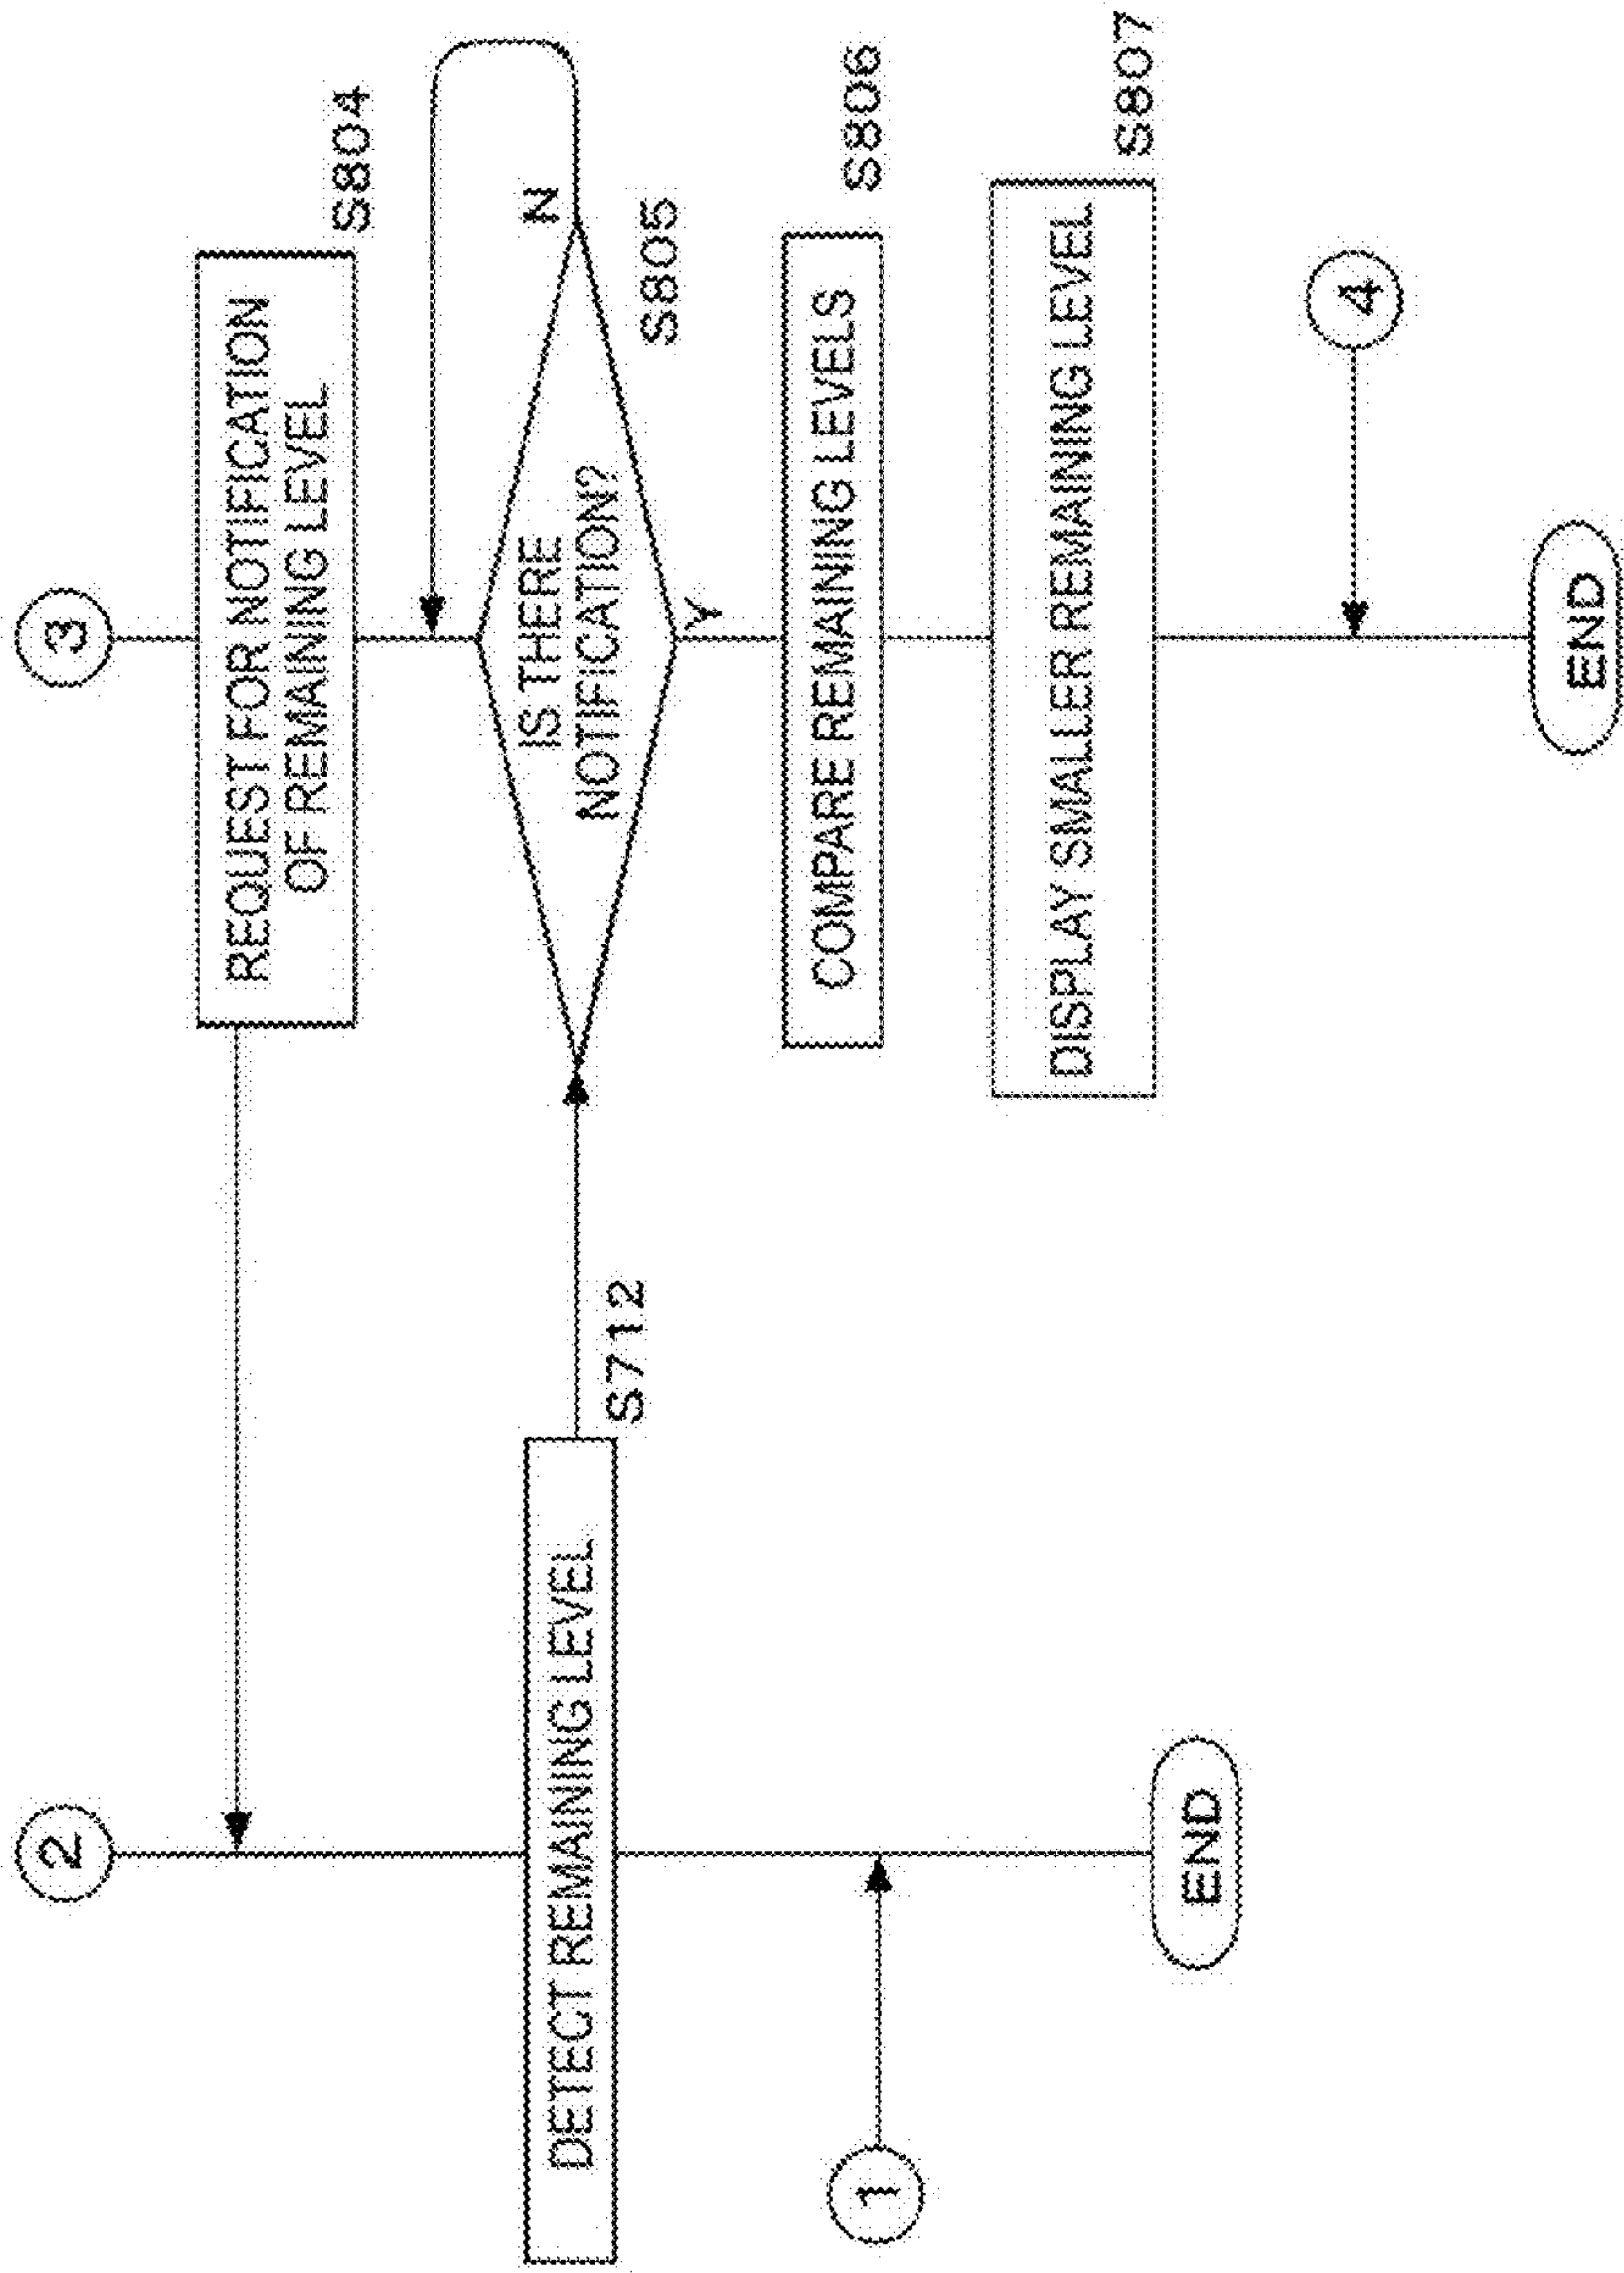 3
REQUEST FOR NOTIFICATION
OF REMAINING LEVEL
S804
2
IS THERE
NOTIFICATION?
N
S805
Y
DETECT REMAINING LEVEL
S712
COMPARE REMAINING LEVELS
S806
1
DISPLAY SMALLER REMAINING LEVEL
S807
4
END
END